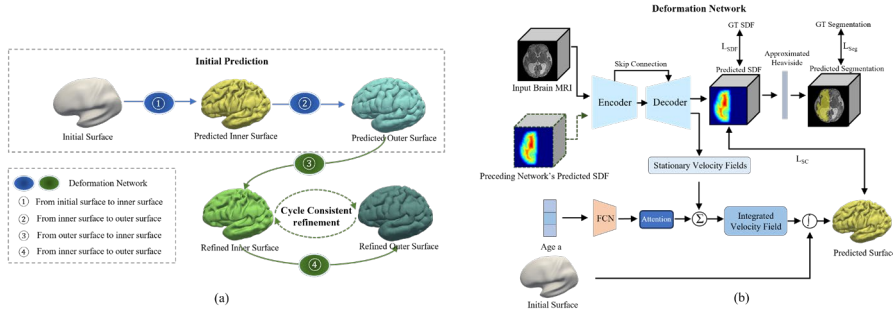 Initial Prediction
①
②
Initial Surface
Predicted Inner Surface
Predicted Outer Surface
③
Deformation Network
① From initial surface to inner surface
② From inner surface to outer surface
③ From outer surface to inner surface
④ From inner surface to outer surface
Cycle Consistent
refinement
Refined Inner Surface
Refined Outer Surface
④
(a)
Deformation Network
GT SDF
GT Segmentation
L_SDF
Approximated
Heaviside
L_Seg
Skip Connection
Predicted SDF
Predicted Segmentation
Input Brain MRI
Encoder
Decoder
Preceding Network's Predicted SDF
Stationary Velocity Fields
L_SC
FCN
Attention
Σ
Integrated
Velocity Field
∫
Age a
Predicted Surface
Initial Surface
(b)